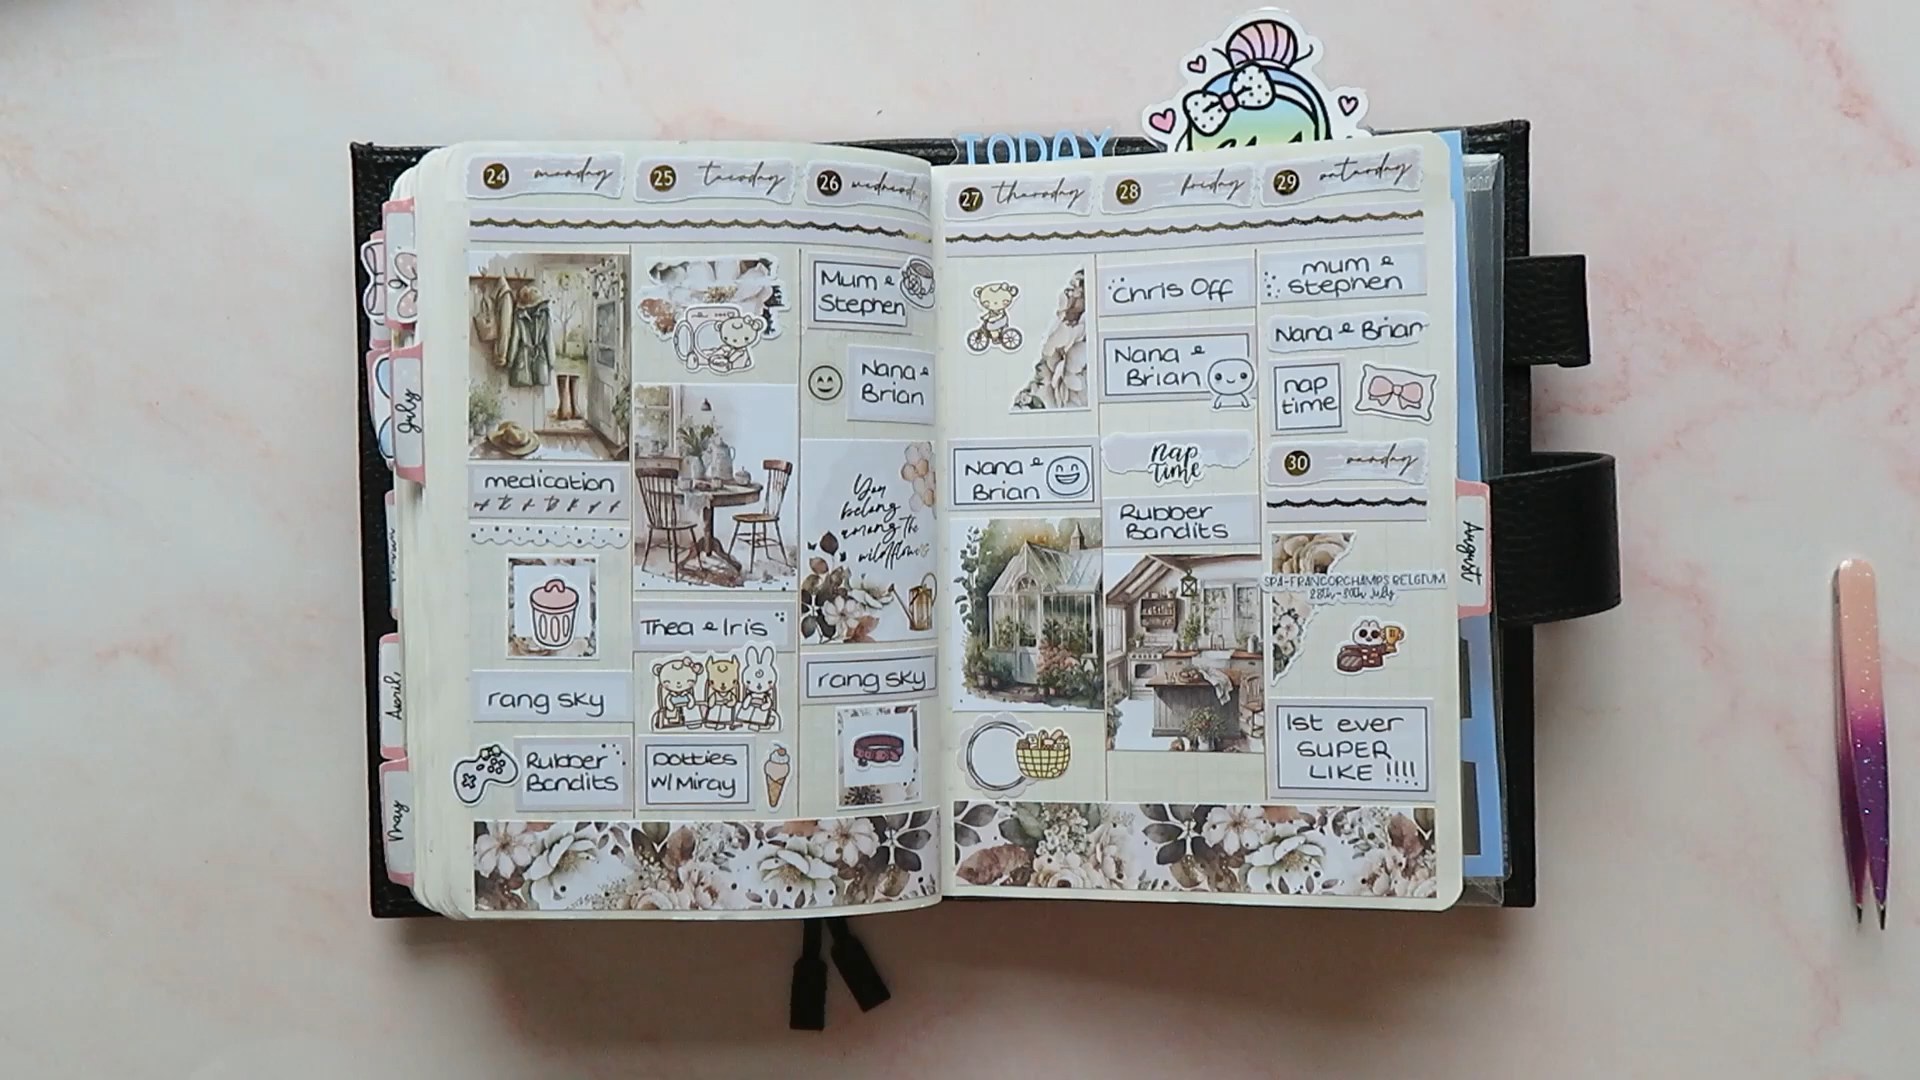 TODAY
24 monday
medication
rang sky
Rubber
Bandits
25 tuesday
Thea & Iris
Dotties
w/ Miray
26 wednesday
Mum &
Stephen
Nana &
Brian
You
belong
among the
wildflowers
rang sky
27 thursday
Nana &
Brian
28 friday
Chris Off
Nana &
Brian
Nap
Time
Rubber
Bandits
29 saturday
mum &
stephen
Nana & Brian
nap
time
30 sunday
SPA-FRANCORCHAMPS BELGIUM
28th-30th July
1st ever
SUPER
LIKE !!!!
July
April
May
August